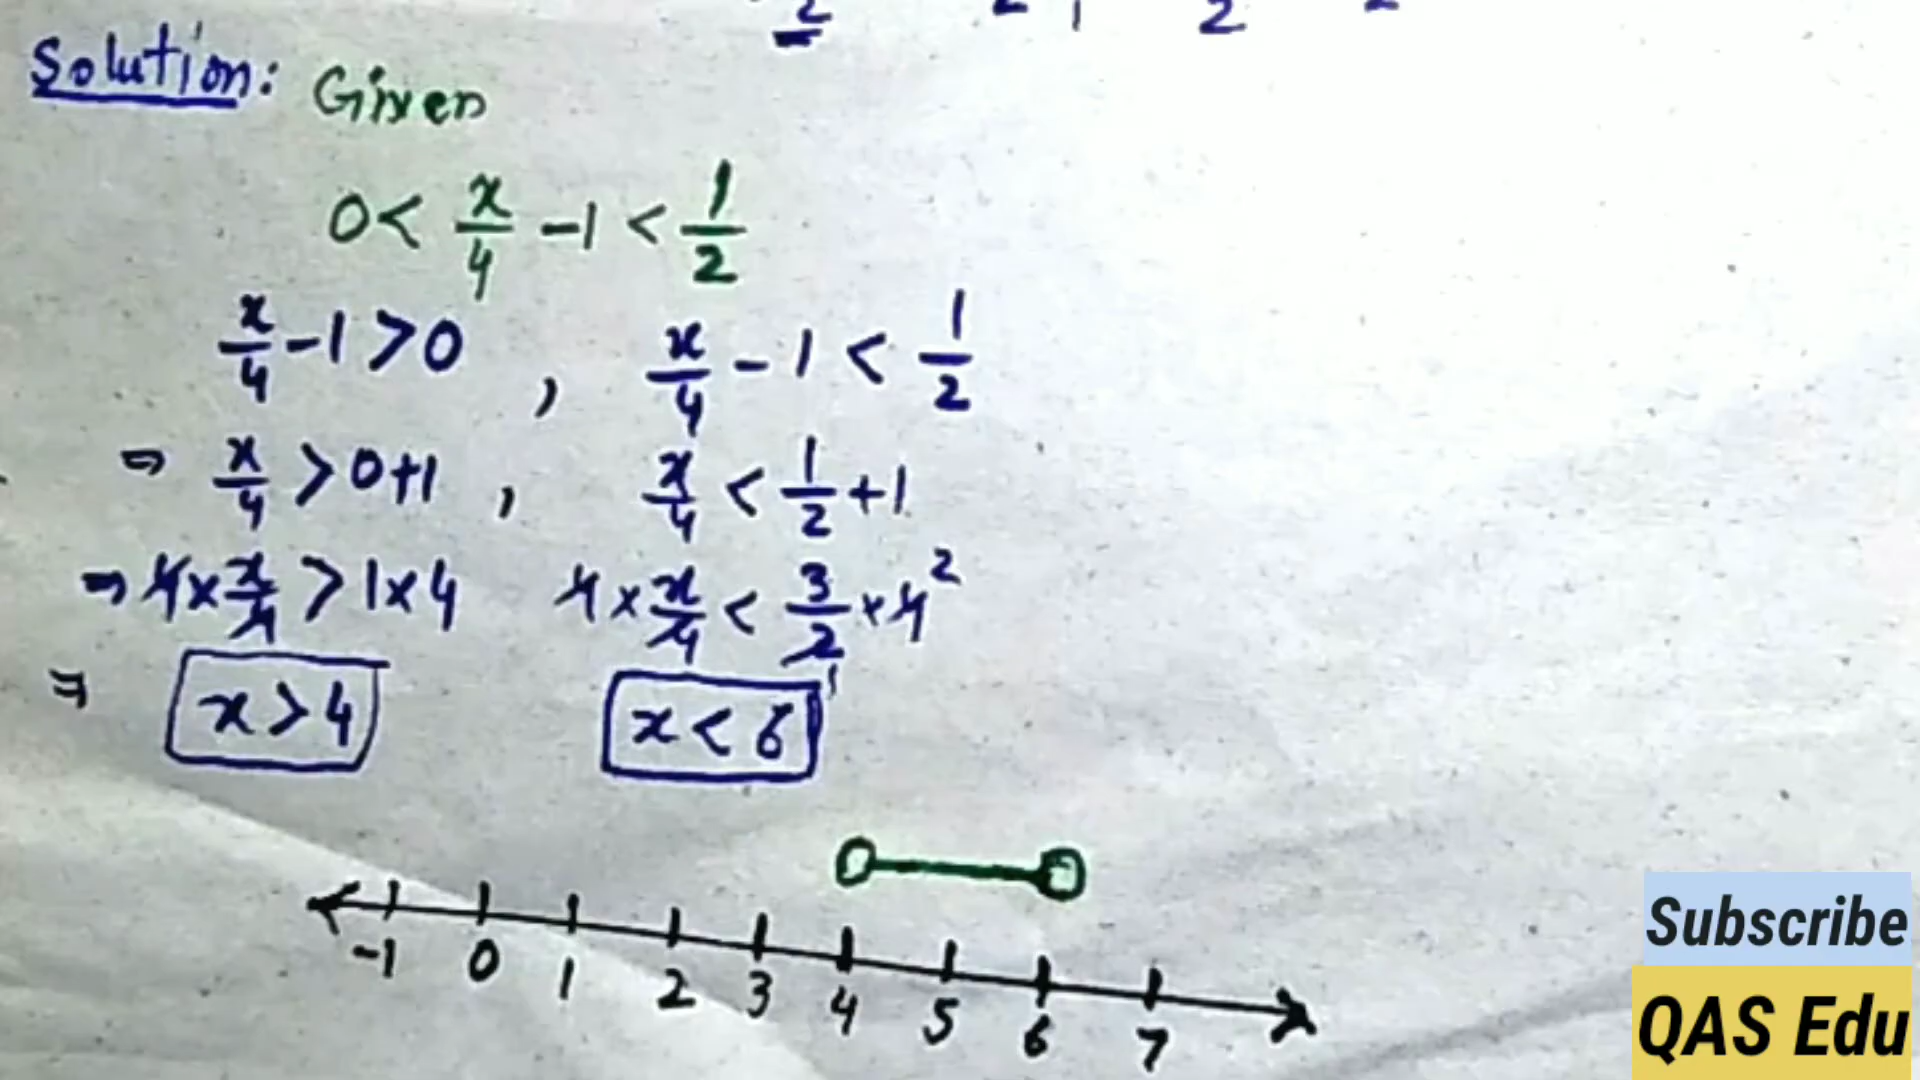 Solution: Given
0 < x/4 - 1 < 1/2
x/4 - 1 > 0 , x/4 - 1 < 1/2
⇒ x/4 > 0+1 , x/4 < 1/2 + 1
⇒ 4 × x/4 > 1 × 4 4 × x/4 < 3/2 × 4 2
1
⇒ x > 4 x < 6
-1 0 1 2 3 4 5 6 7
Subscribe
QAS Edu